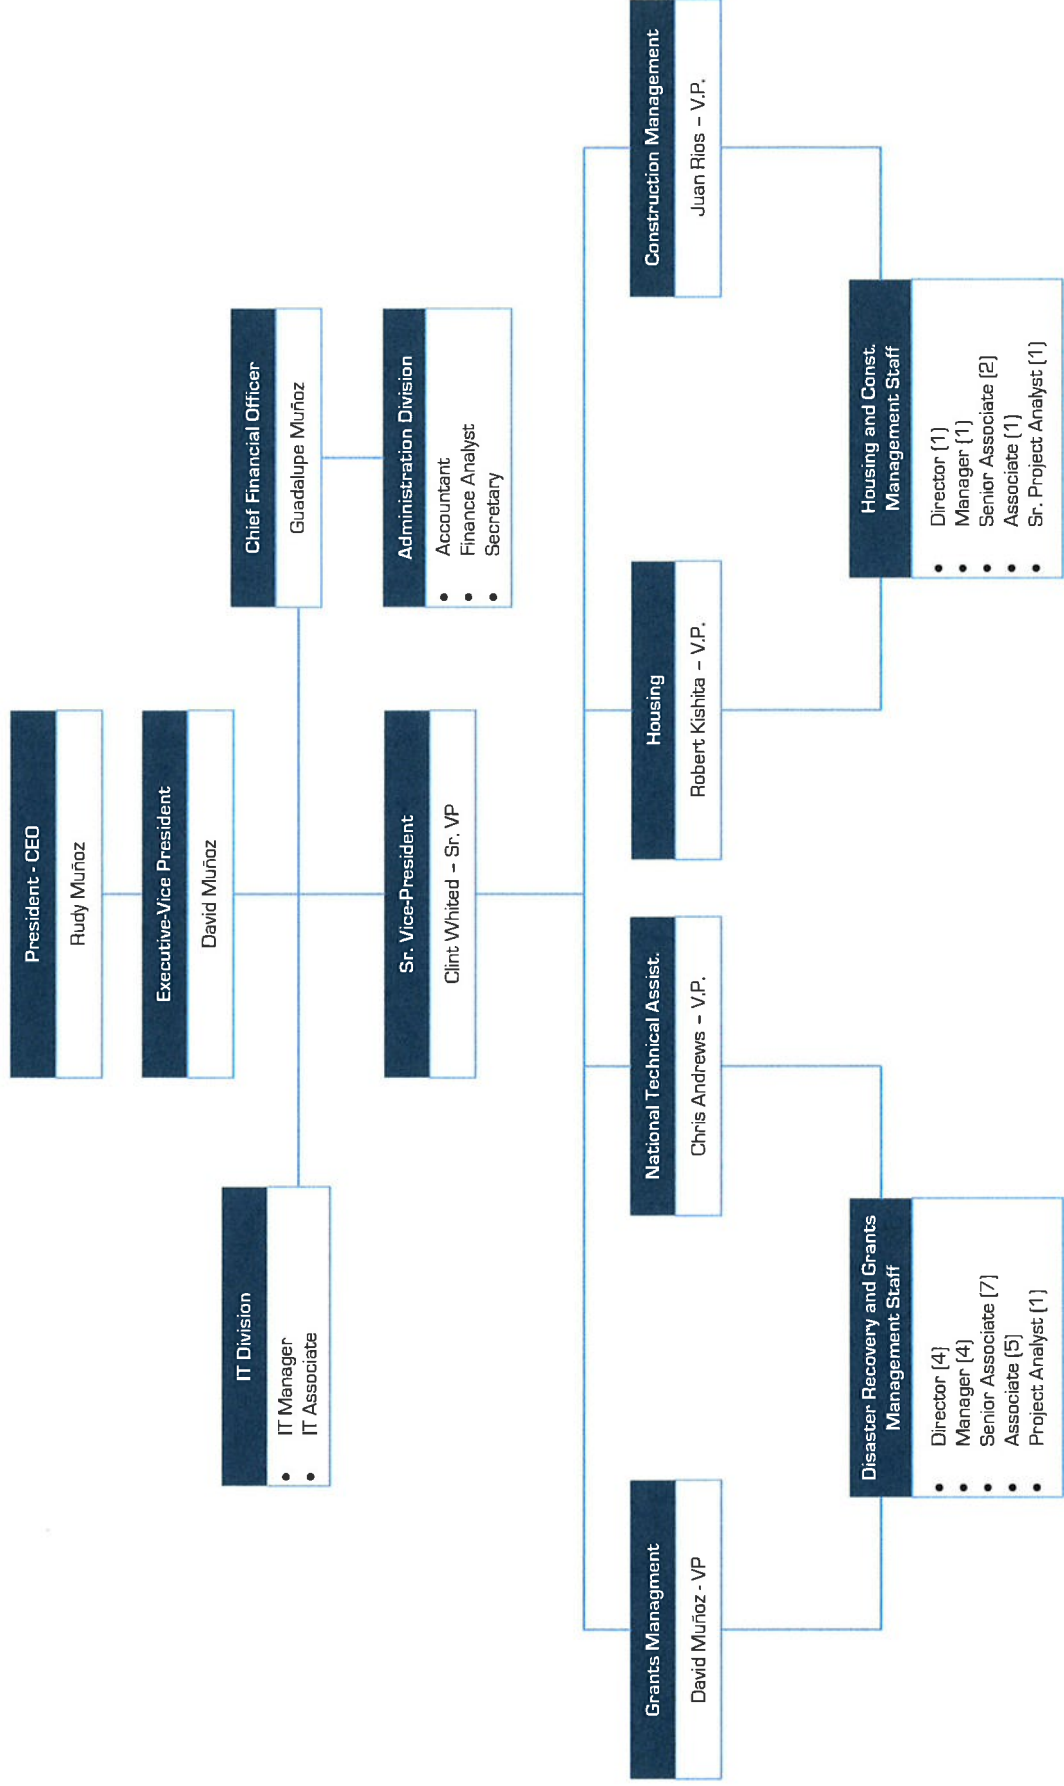 President - CEO
Rudy Muñoz
Executive-Vice President
David Muñoz
IT Division
• IT Manager
• IT Associate
Chief Financial Officer
Guadalupe Muñoz
Administration Division
• Accountant
• Finance Analyst
• Secretary
Sr. Vice-President
Clint Whited – Sr. VP
Grants Managment
David Muñoz - VP
National Technical Assist.
Chris Andrews – V.P.
Housing
Robert Kishita – V.P.
Construction Management
Juan Rios – V.P.
Disaster Recovery and Grants
Management Staff
• Director (4)
• Manager (4)
• Senior Associate (7)
• Associate (5)
• Project Analyst (1)
Housing and Const.
Management Staff
• Director (1)
• Manager (1)
• Senior Associate (2)
• Associate (1)
• Sr. Project Analyst (1)